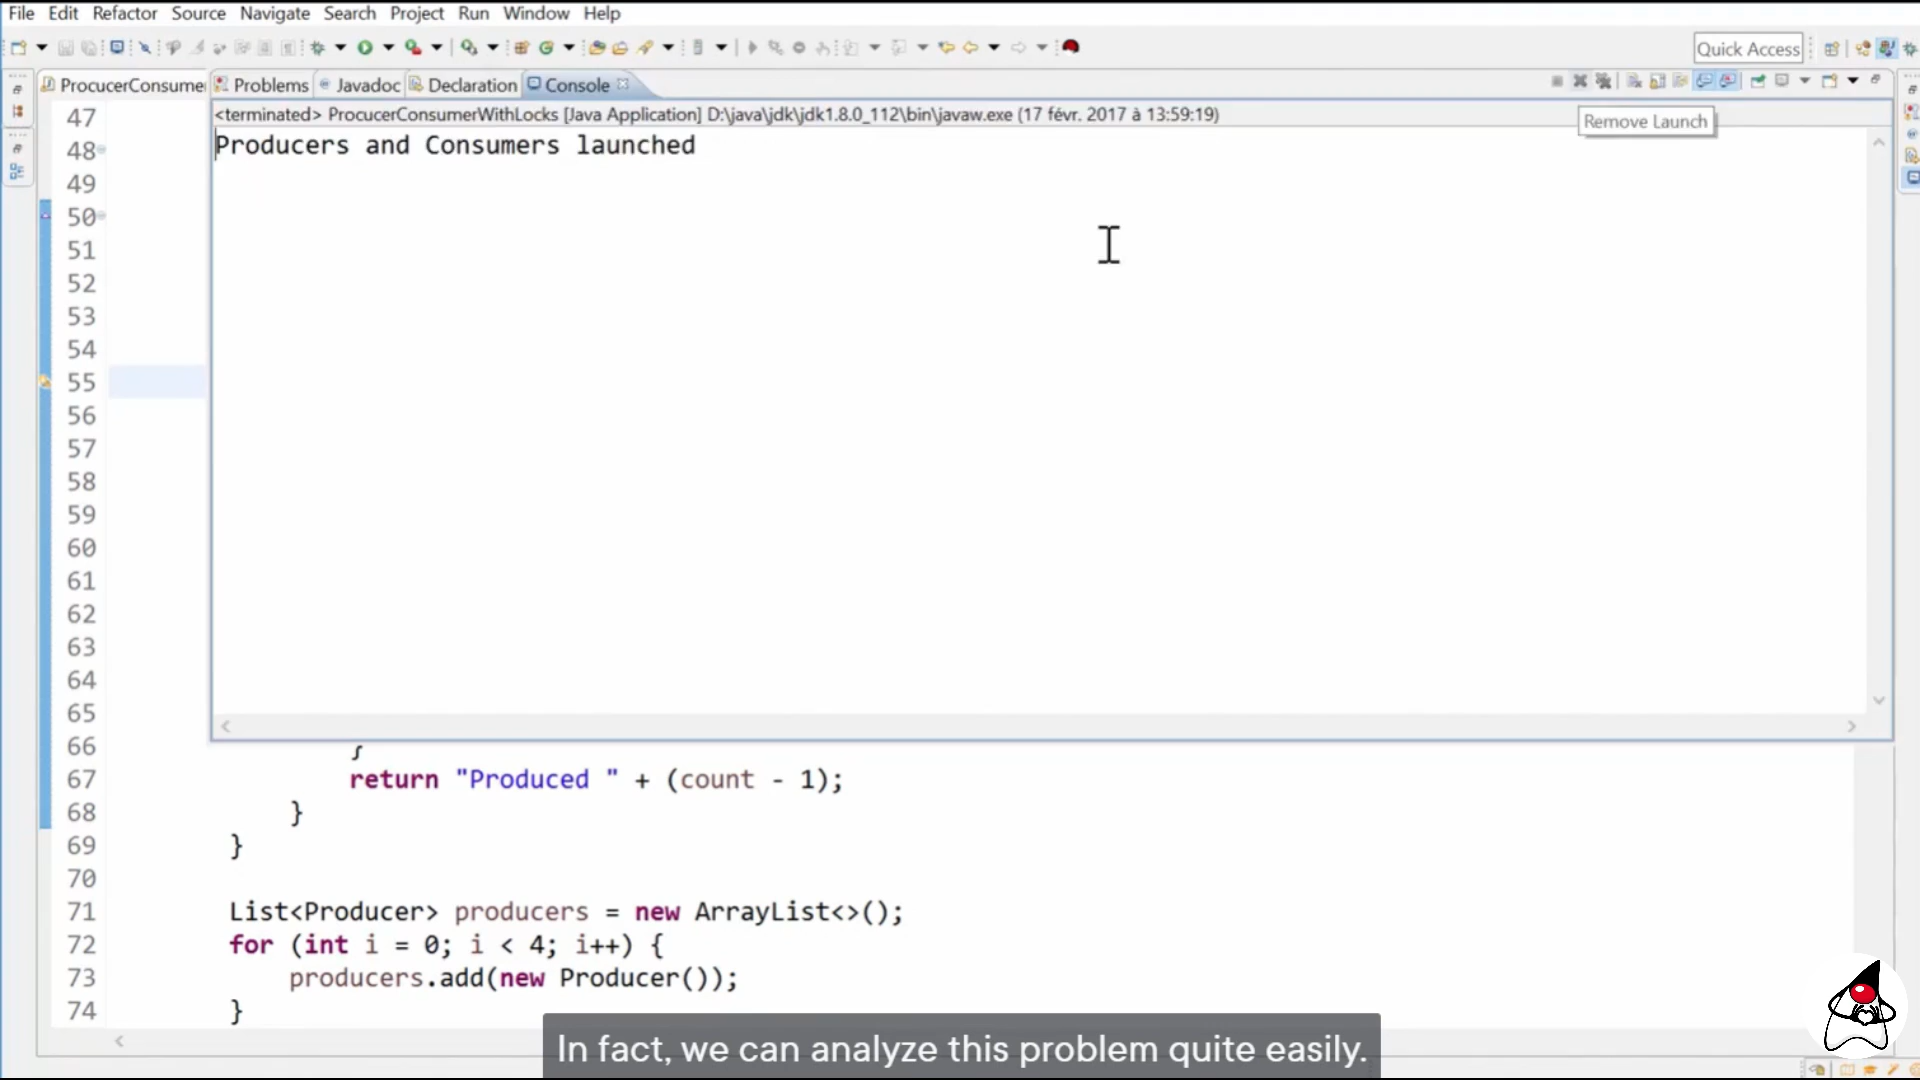 File Edit Refactor Source Navigate Search Project Run Window Help
Quick Access
ProcucerConsume Problems Javadoc Declaration Console
<terminated> ProcucerConsumerWithLocks [Java Application] D:\java\jdk\jdk1.8.0_112\bin\javaw.exe (17 févr. 2017 à 13:59:19)
Remove Launch
Producers and Consumers launched
47
48
49
50
51
52
53
54
55
56
57
58
59
60
61
62
63
64
65
66 }
67 return "Produced " + (count - 1);
68 }
69 }
70
71 List<Producer> producers = new ArrayList<>();
72 for (int i = 0; i < 4; i++) {
73 producers.add(new Producer());
74 }
In fact, we can analyze this problem quite easily.